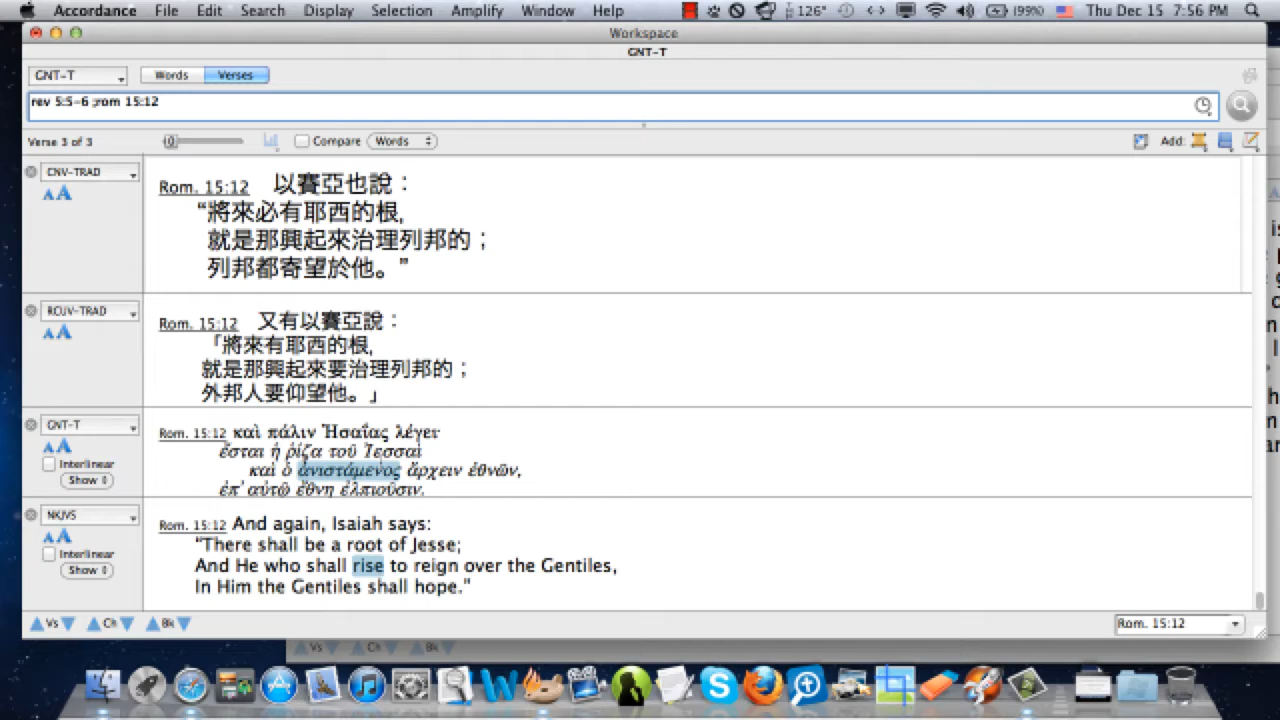 Accordance File Edit Search Display Selection Amplify Window Help 126° (99%) Thu Dec 15 7:56 PM
Workspace
GNT-T
GNT-T Words Verses
rev 5:5-6 ;rom 15:12
Verse 3 of 3 Compare Words Add:
CNV-TRAD
Rom. 15:12 以賽亞也說：
“將來必有耶西的根，
就是那興起來治理列邦的；
列邦都寄望於他。”
RCUV-TRAD
Rom. 15:12 又有以賽亞說：
「將來有耶西的根，
就是那興起來要治理列邦的；
外邦人要仰望他。」
GNT-T
Interlinear
Show
Rom. 15:12 καὶ πάλιν Ἠσαΐας λέγει·
ἔσται ἡ ῥίζα τοῦ Ἰεσσαὶ
καὶ ὁ ἀνιστάμενος ἄρχειν ἐθνῶν,
ἐπ᾽ αὐτῷ ἔθνη ἐλπιοῦσιν.
NKJVS
Interlinear
Show
Rom. 15:12 And again, Isaiah says:
“There shall be a root of Jesse;
And He who shall rise to reign over the Gentiles,
In Him the Gentiles shall hope.”
Vs Ch Bk Rom. 15:12
Vs Ch Bk